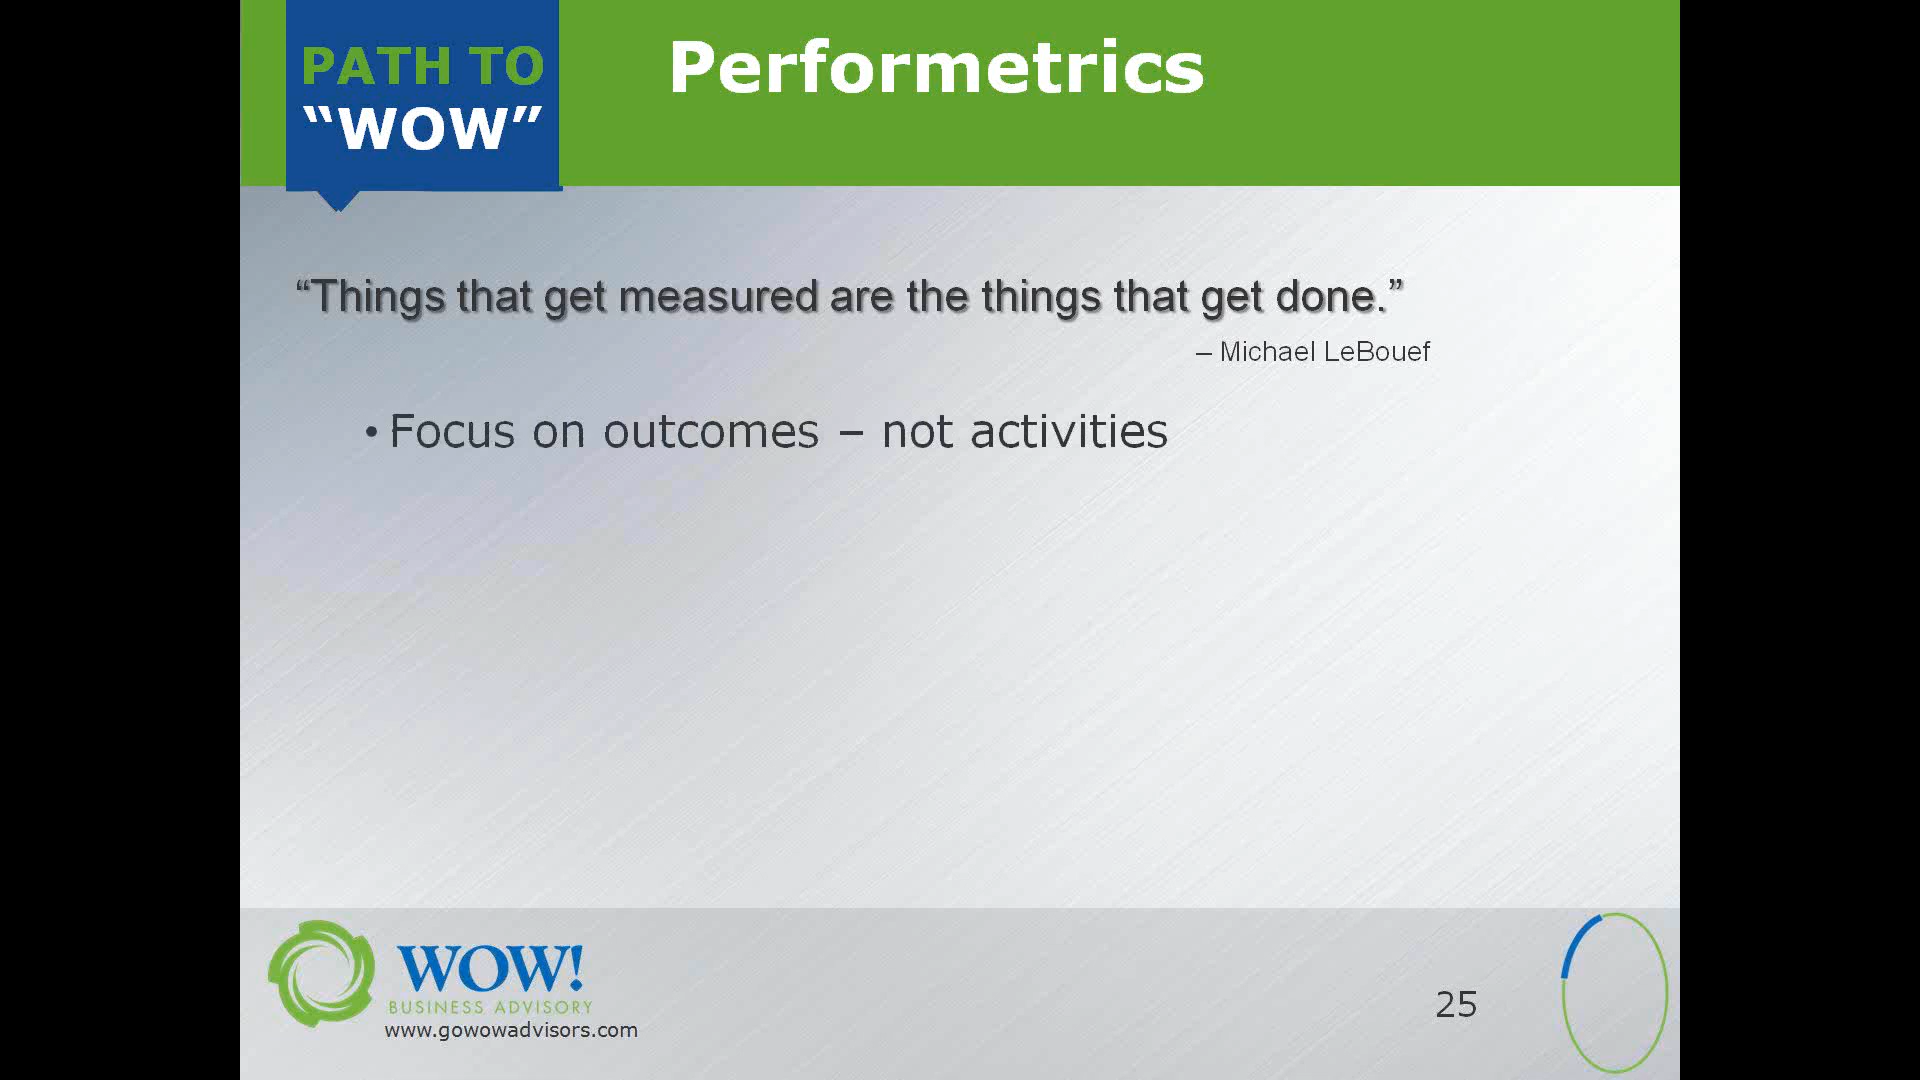 PATH TO
“WOW”
Performetrics
“Things that get measured are the things that get done.”
– Michael LeBouef
• Focus on outcomes – not activities
WOW!
BUSINESS ADVISORY
www.gowowadvisors.com
25